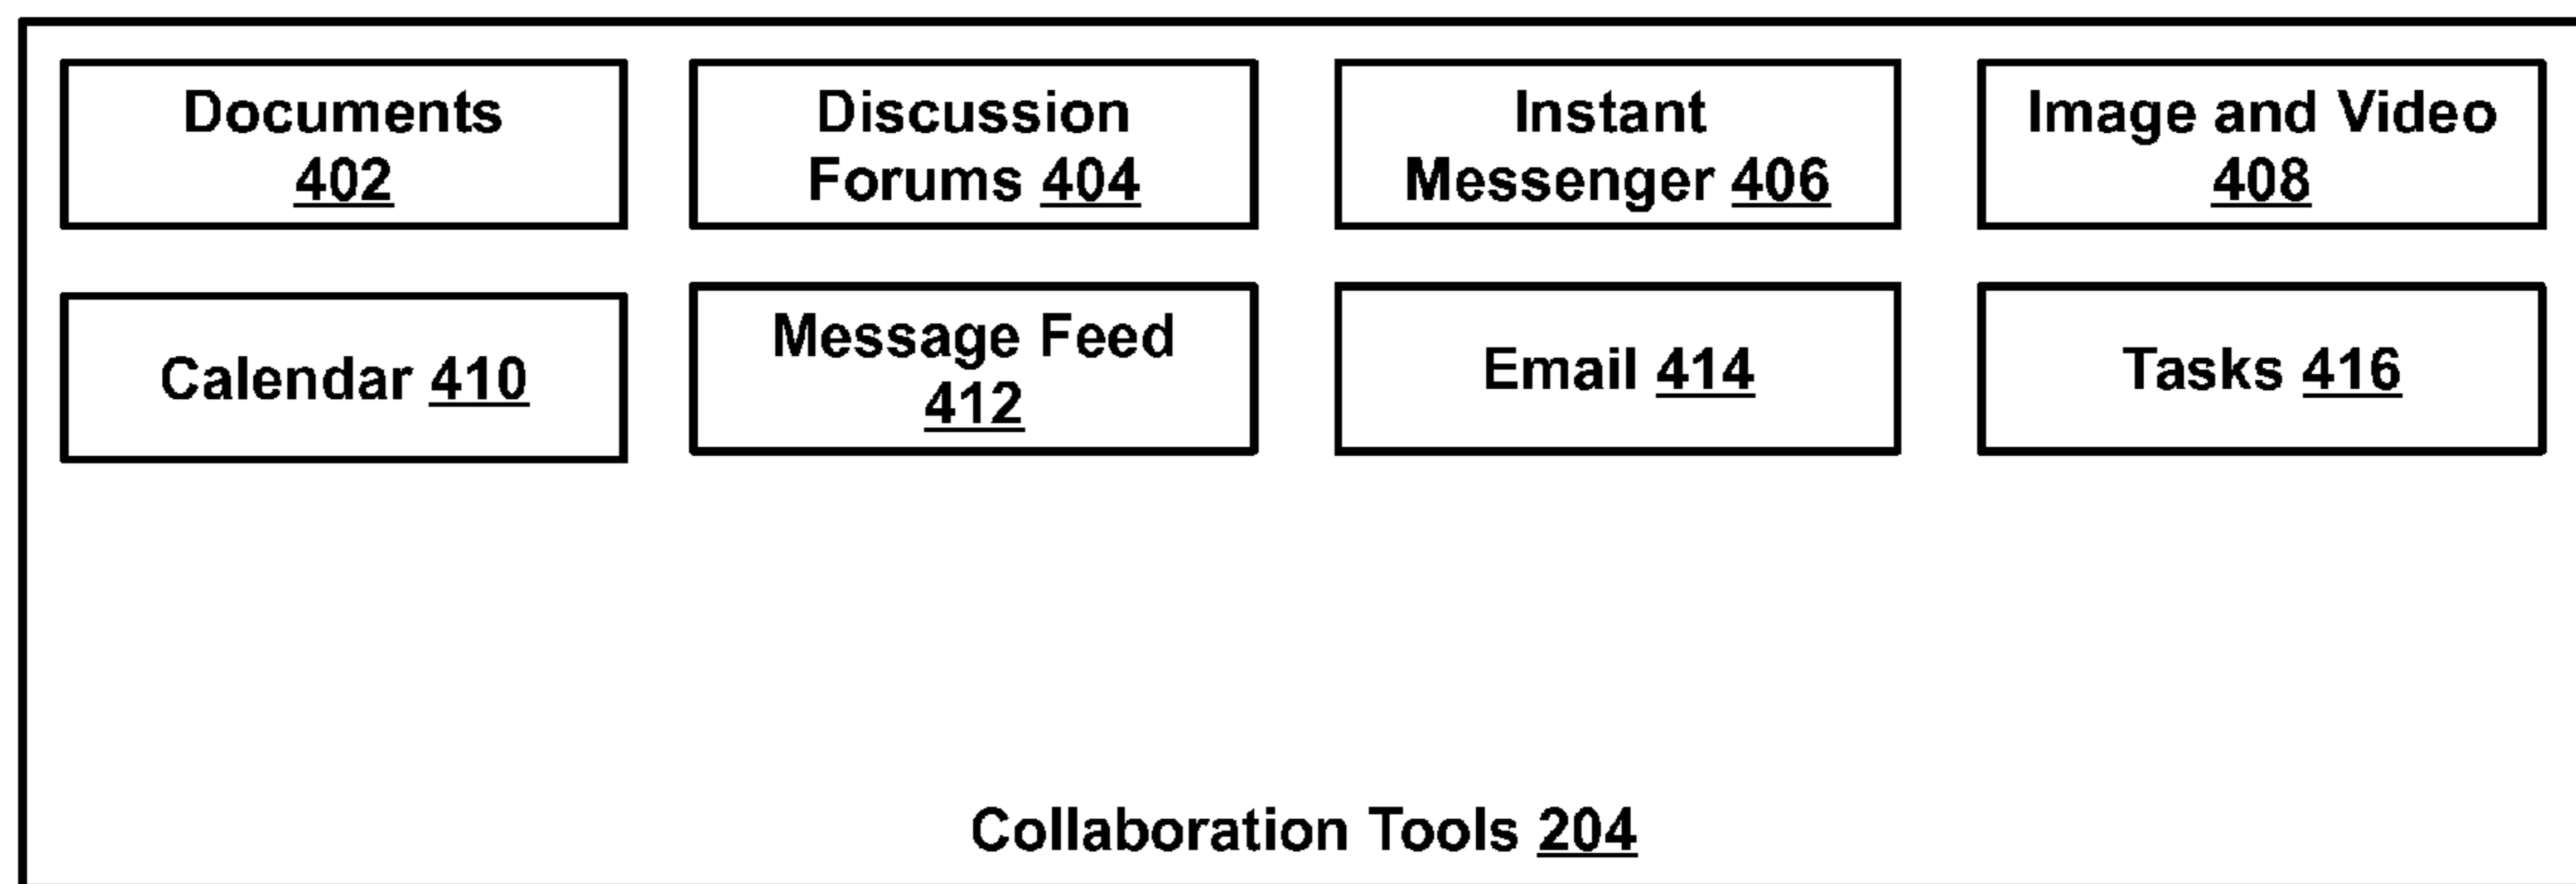 Documents
402
Discussion
Forums 404
Instant
Messenger 406
Image and Video
408
Calendar 410
Message Feed
412
Email 414
Tasks 416
Collaboration Tools 204